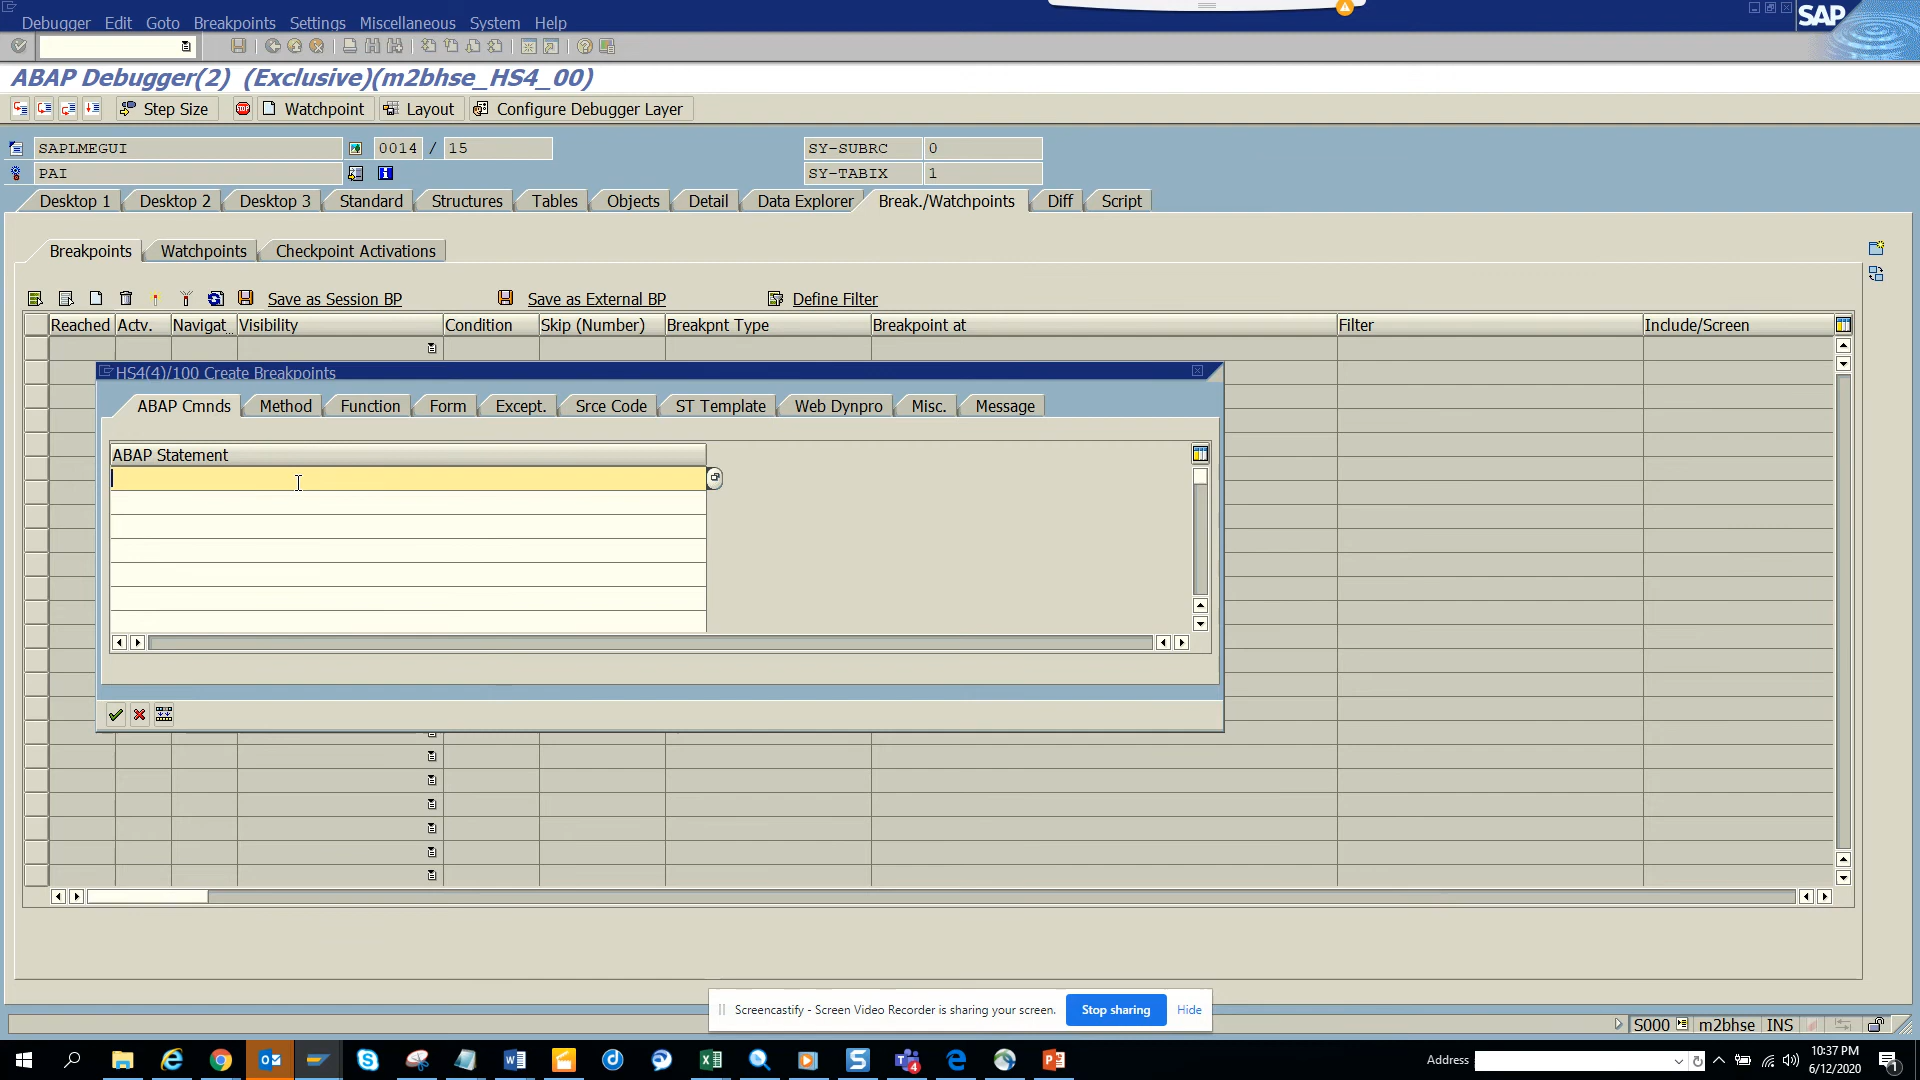 Debugger Edit Goto Breakpoints Settings Miscellaneous System Help
SAP
ABAP Debugger(2) (Exclusive)(m2bhse_HS4_00)
Step Size Watchpoint Layout Configure Debugger Layer
SAPLMEGUI 0014 / 15 SY-SUBRC 0
PAI SY-TABIX 1
Desktop 1 Desktop 2 Desktop 3 Standard Structures Tables Objects Detail Data Explorer Break./Watchpoints Diff Script
Breakpoints Watchpoints Checkpoint Activations
Save as Session BP Save as External BP Define Filter
Reached Actv. Navigat... Visibility Condition Skip (Number) Breakpnt Type Breakpoint at Filter Include/Screen
HS4(4)/100 Create Breakpoints
ABAP Cmnds Method Function Form Except. Srce Code ST Template Web Dynpro Misc. Message
ABAP Statement
Screencastify - Screen Video Recorder is sharing your screen. Stop sharing Hide
S000 m2bhse INS
Address 10:37 PM
6/12/2020
4
1